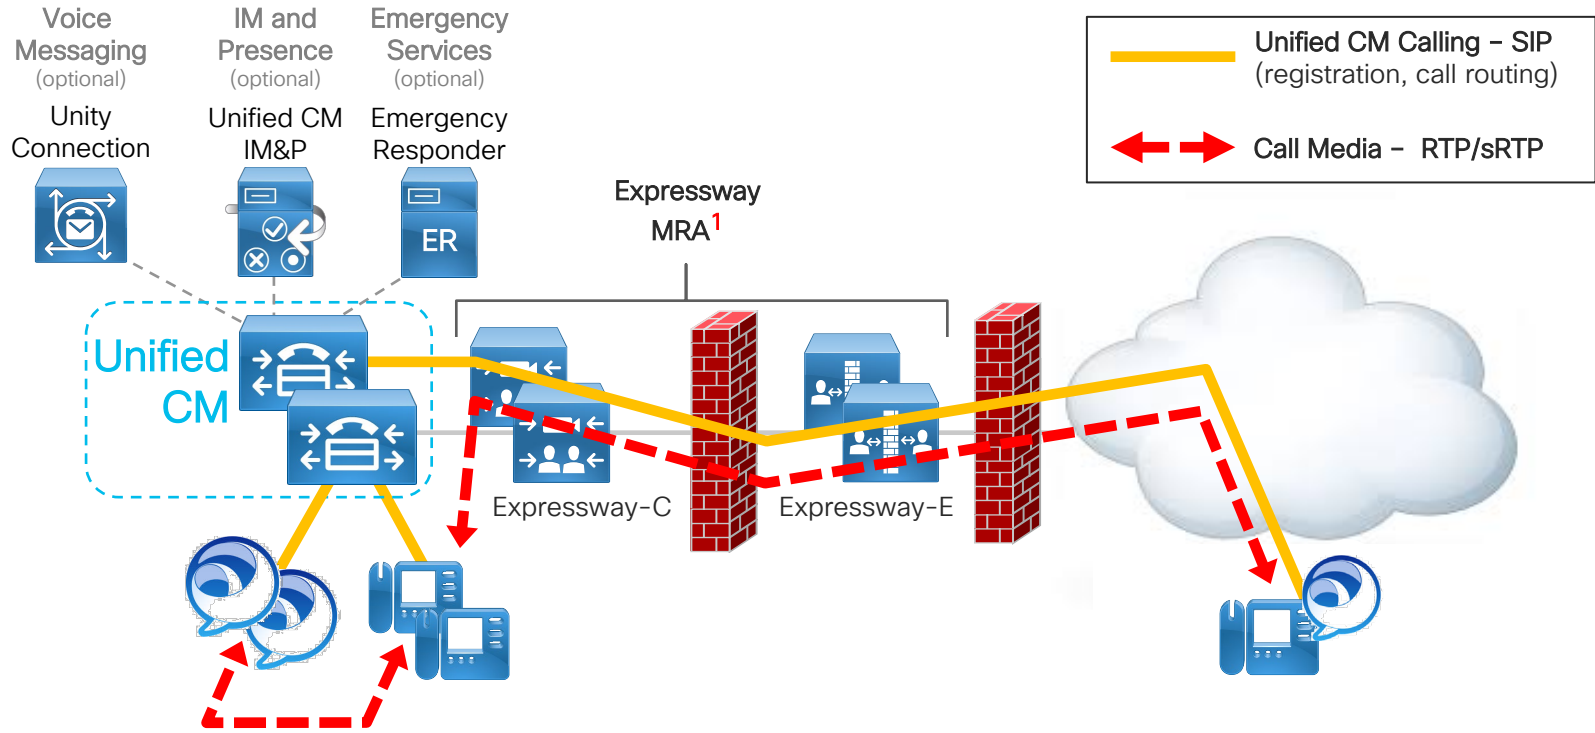 Voice
Messaging
(optional)
Unity
Connection
IM and
Presence
(optional)
Unified CM
IM&P
Emergency
Services
(optional)
Emergency
Responder
ER
Unified CM Calling – SIP
(registration, call routing)
Call Media – RTP/sRTP
Expressway
MRA1
Unified
CM
Expressway-C
Expressway-E